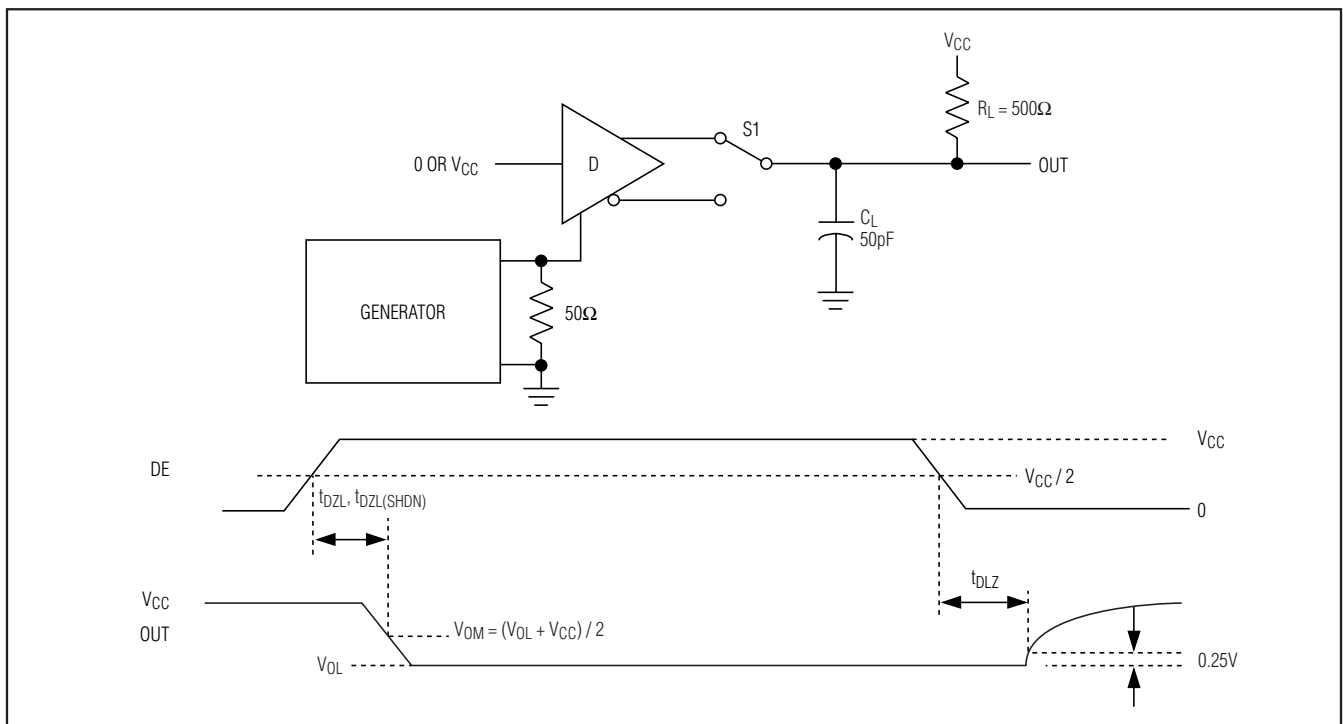 VCC
RL = 500Ω
S1
0 OR VCC
D
OUT
CL
50pF
GENERATOR
50Ω
VCC
DE
VCC / 2
tDZL, tDZL(SHDN)
0
tDLZ
VCC
OUT
VOM = (VOL + VCC) / 2
VOL
0.25V